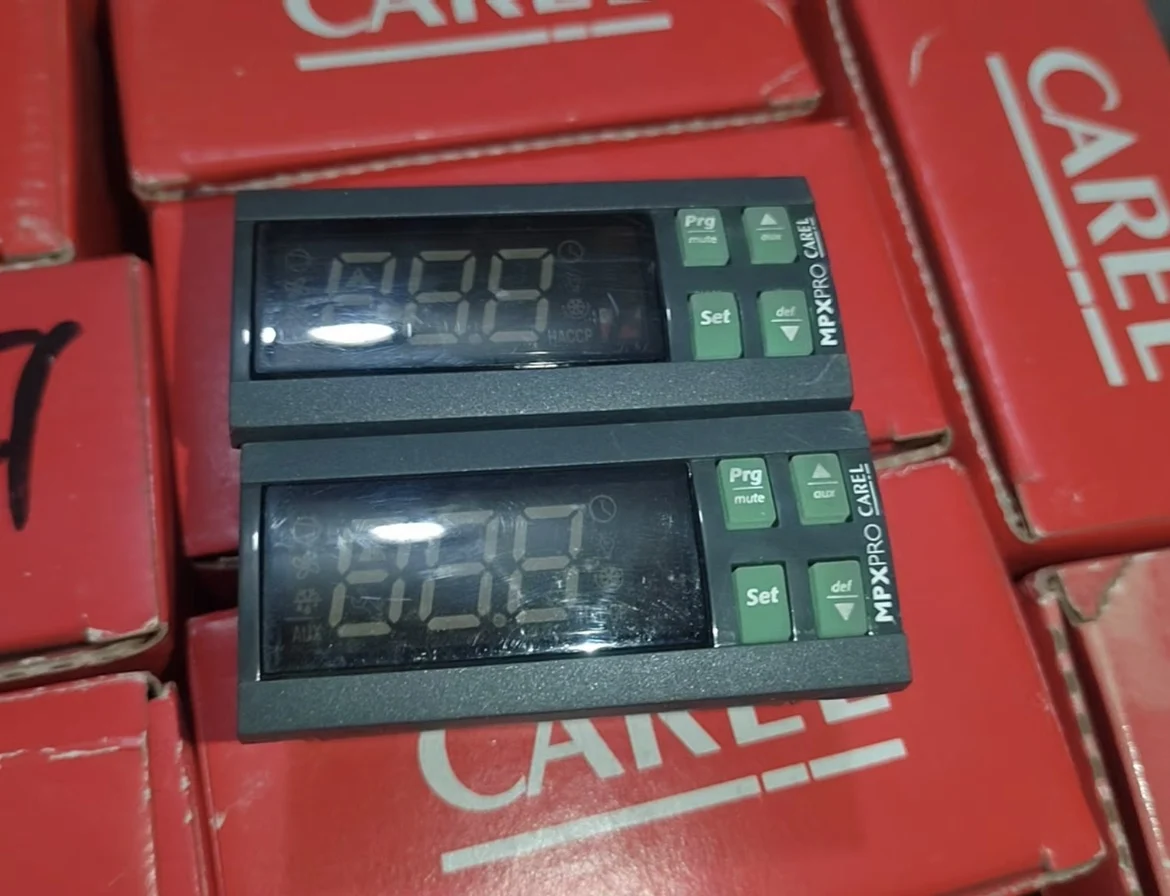 CAREL
CAREL
Prg
mute
aux
Set
def
HACCP
MPXPRO CAREL
Prg
mute
aux
Set
def
AUX
MPXPRO CAREL
CAREL